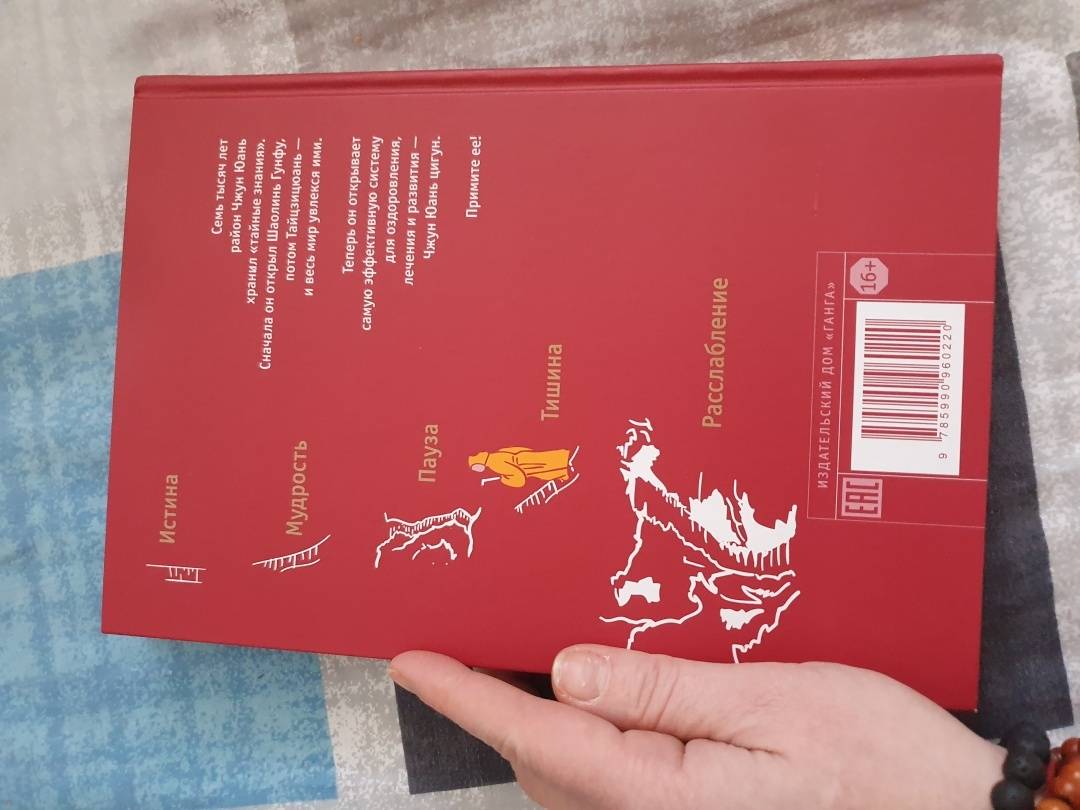 Семь тысяч лет
район Чжун Юань
хранил «тайные знания».
Сначала он открыл Шаолинь Гунфу,
потом Тайцзицюань —
и весь мир увлекся ими.
Теперь он открывает
самую эффективную систему
для оздоровления,
лечения и развития —
Чжун Юань цигун.
Примите ее!
Истина
Мудрость
Пауза
Тишина
Расслабление
ИЗДАТЕЛЬСКИЙ ДОМ «ГАНГА»
16+
EAC
9 785990 960220